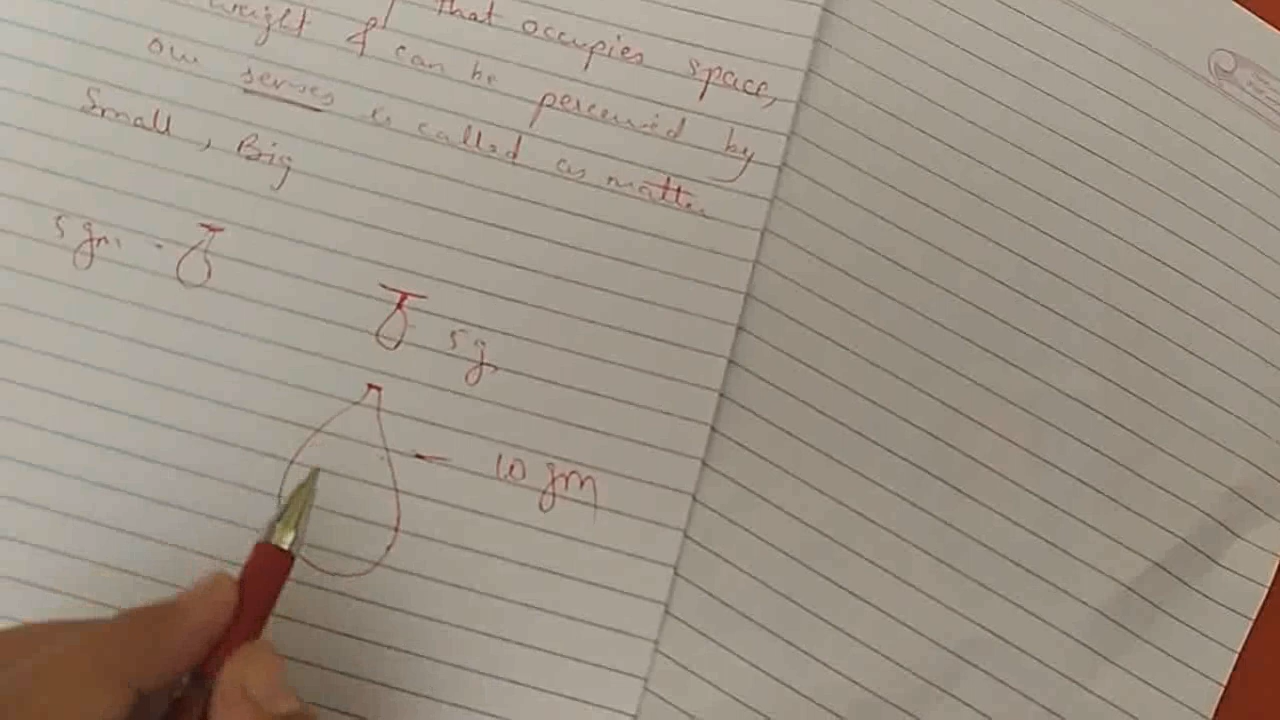 that occupies space,
weight & can be perceived by
our senses is called as matter.
Small, Big
5 gm.
5 g.
10 gm